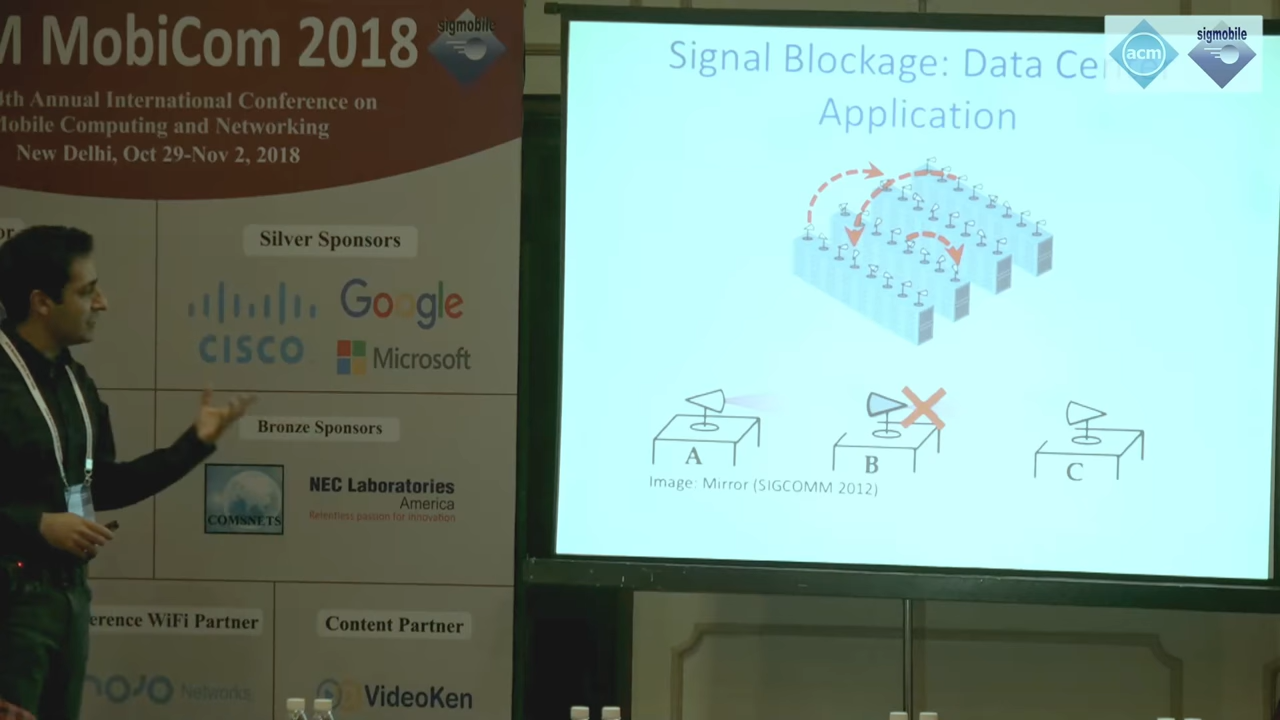 M MobiCom 2018
sigmobile
4th Annual International Conference on
Mobile Computing and Networking
New Delhi, Oct 29-Nov 2, 2018
Silver Sponsors
CISCO
Google
Microsoft
Bronze Sponsors
COMSNETS
NEC Laboratories
America
Relentless passion for innovation
erence WiFi Partner
Content Partner
Networks
VideoKen
acm
sigmobile
Signal Blockage: Data Ce
Application
A
B
C
Image: Mirror (SIGCOMM 2012)